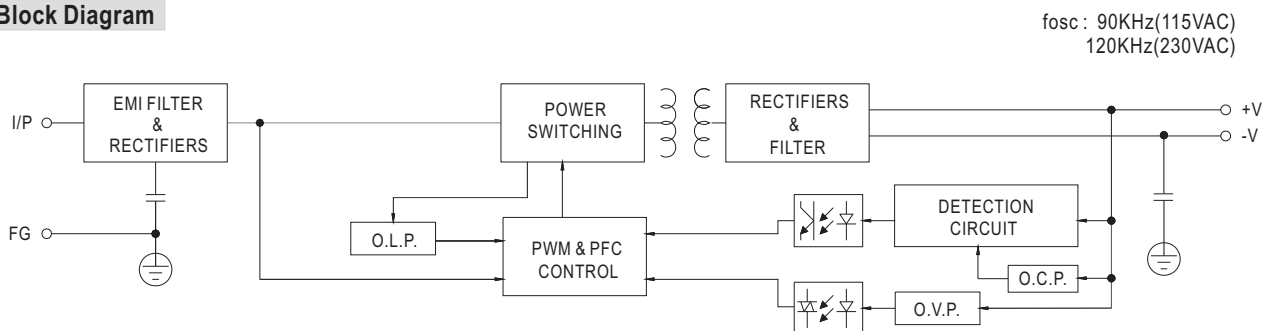 Block Diagram
fosc : 90KHz(115VAC)
120KHz(230VAC)
I/P
EMI FILTER
&
RECTIFIERS
POWER
SWITCHING
RECTIFIERS
&
FILTER
+V
-V
FG
O.L.P.
PWM & PFC
CONTROL
DETECTION
CIRCUIT
O.C.P.
O.V.P.